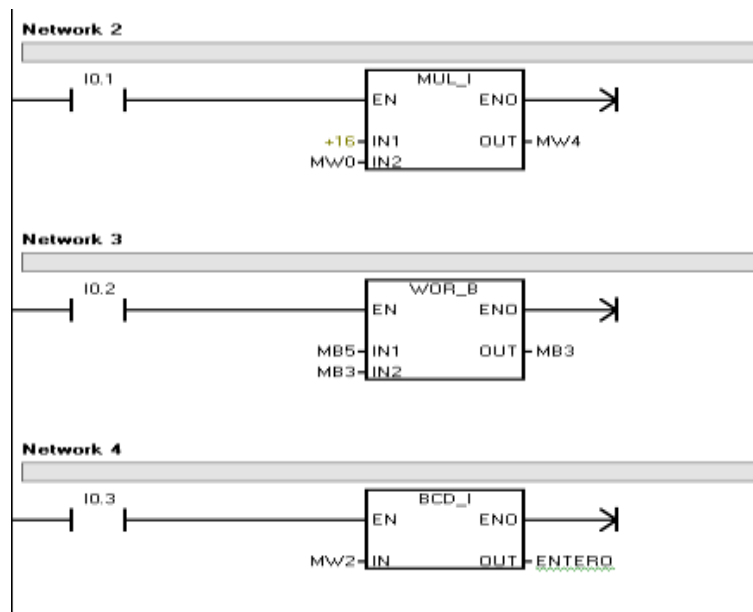 Network 2
I0.1
MUL_I
EN ENO
+16 IN1 OUT MW4
MW0 IN2
Network 3
I0.2
WOR_B
EN ENO
MB5 IN1 OUT MB3
MB3 IN2
Network 4
I0.3
BCD_I
EN ENO
MW2 IN OUT ENTERO